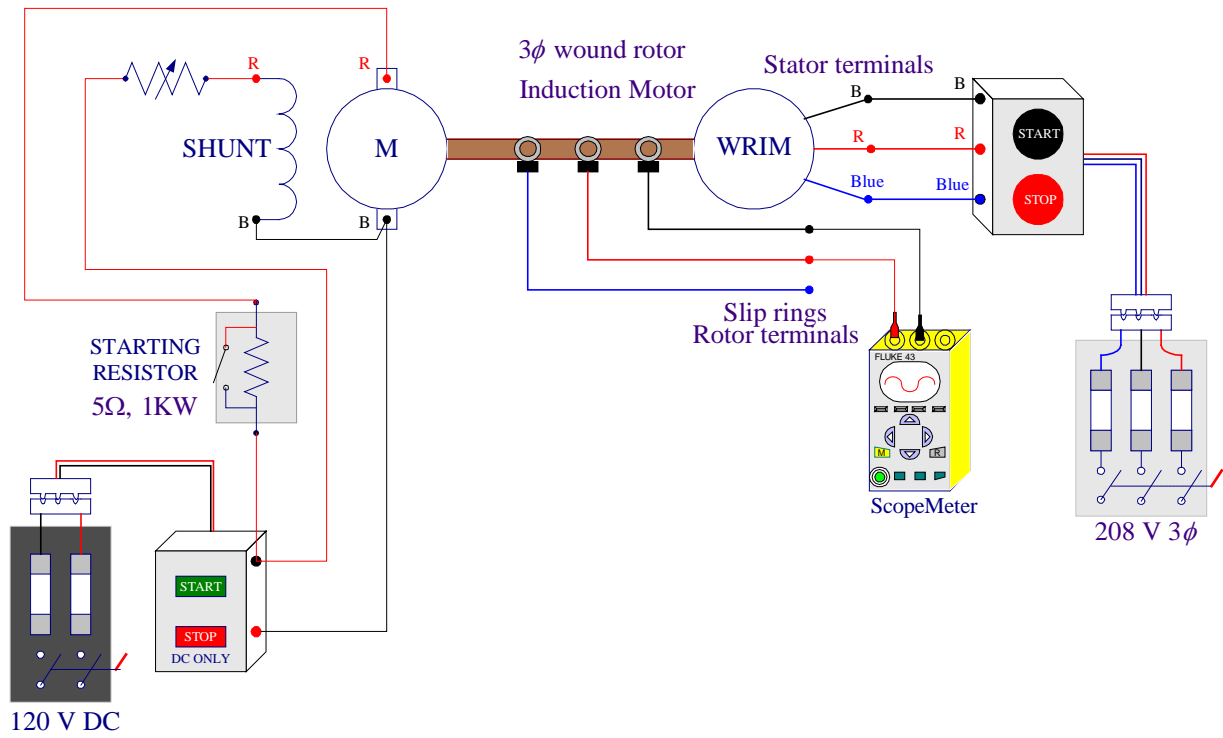 3ϕ wound rotor
Induction Motor
Stator terminals
R
R
B
B
START
SHUNT
M
WRIM
R
R
Blue
Blue
STOP
B
B
Slip rings
Rotor terminals
STARTING
RESISTOR
5Ω, 1KW
FLUKE 43
M
R
ScopeMeter
208 V 3ϕ
START
STOP
DC ONLY
120 V DC